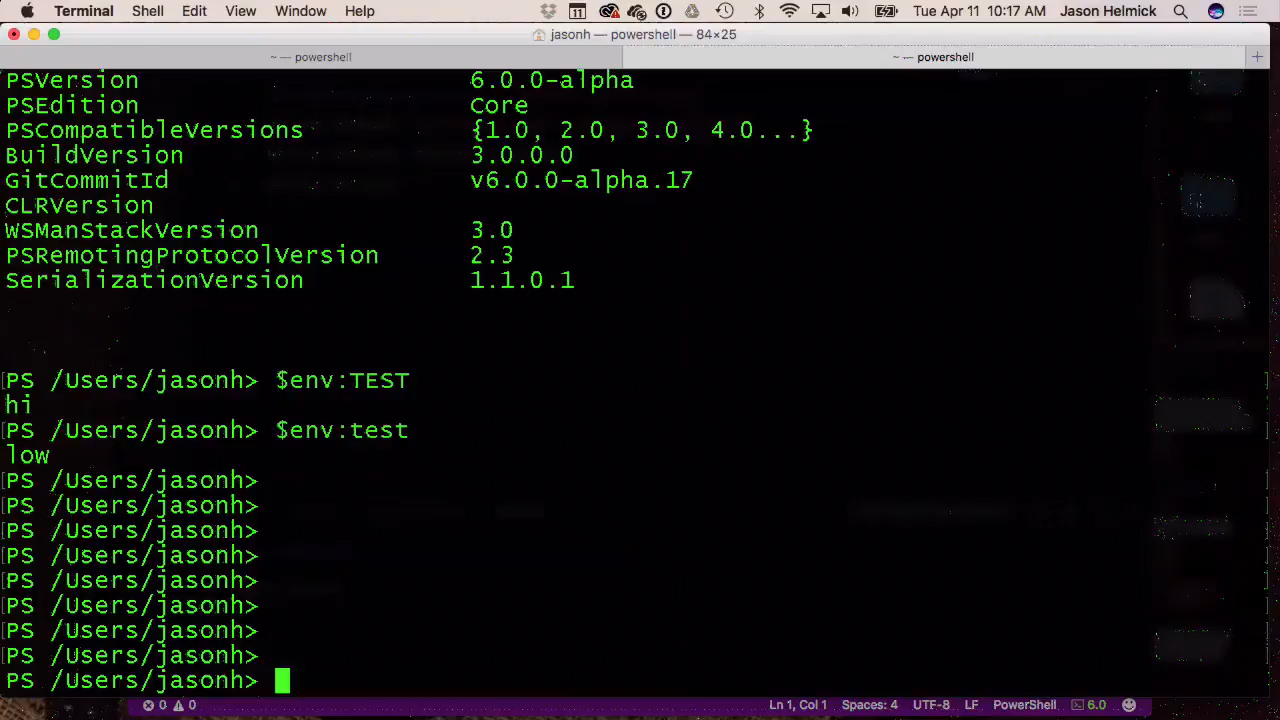 Terminal Shell Edit View Window Help 11 Tue Apr 11 10:17 AM Jason Helmick
jasonh — powershell — 84×25
~ — powershell ~ — powershell +
PSVersion 6.0.0-alpha
PSEdition Core
PSCompatibleVersions {1.0, 2.0, 3.0, 4.0...}
BuildVersion 3.0.0.0
GitCommitId v6.0.0-alpha.17
CLRVersion
WSManStackVersion 3.0
PSRemotingProtocolVersion 2.3
SerializationVersion 1.1.0.1
[PS /Users/jasonh> $env:TEST ]
hi
[PS /Users/jasonh> $env:test ]
low
[PS /Users/jasonh> ]
[PS /Users/jasonh> ]
[PS /Users/jasonh> ]
[PS /Users/jasonh> ]
[PS /Users/jasonh> ]
[PS /Users/jasonh> ]
[PS /Users/jasonh> ]
[PS /Users/jasonh> ]
PS /Users/jasonh>
0 0 Ln 1, Col 1 Spaces: 4 UTF-8 LF PowerShell 6.0